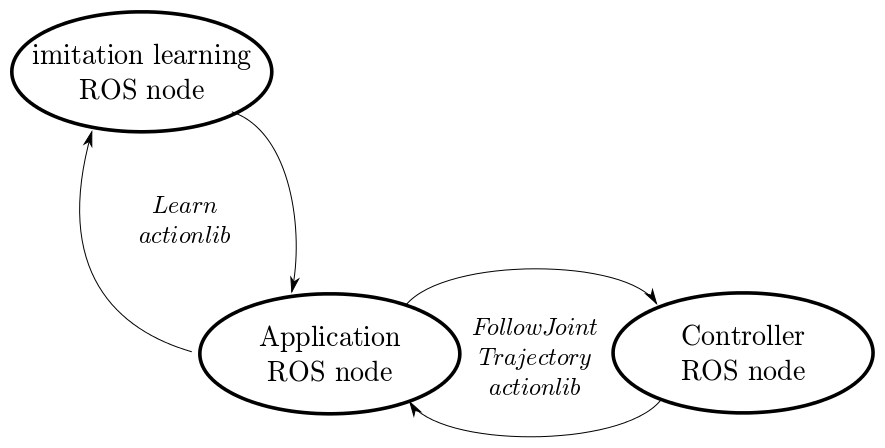 imitation learning
ROS node
Learn
actionlib
Application
ROS node
FollowJoint
Trajectory
actionlib
Controller
ROS node